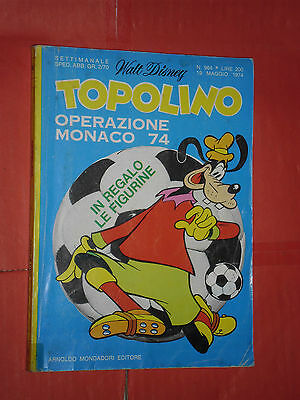 SETTIMANALE
SPED. ABB. GR. 2/70
Walt Disney
N. 964 * LIRE 200
19 MAGGIO 1974
TOPOLINO
OPERAZIONE
MONACO 74
IN REGALO
LE FIGURINE
ARNOLDO MONDADORI EDITORE